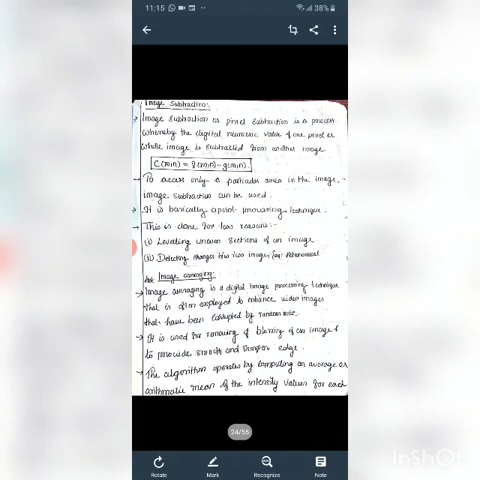 11:15
38%
Image Subtraction:
→ Image subtraction or pixel subtraction is a process
whereby the digital numeric value of one pixel or
whole image is subtracted from another image.
C(m,n) = f(m,n) - g(m,n)
→ To access only a particular area in the image,
image subtraction can be used.
→ It is basically a point processing technique.
→ This is done for two reasons:-
(i) Levelling uneven sections of an image
(ii) Detecting changes b/w two images
Image averaging:
→ Image averaging is a digital image processing technique
that is often employed to enhance video images
that have been corrupted by random noise
→ It is used for removing of blurring of an image &
to provide smooth and sharpen edge.
→ The algorithm operates by computing an average or
arithmatic mean of the intensity values for each
24/55
Rotate Mark Recognize Note
InShOt